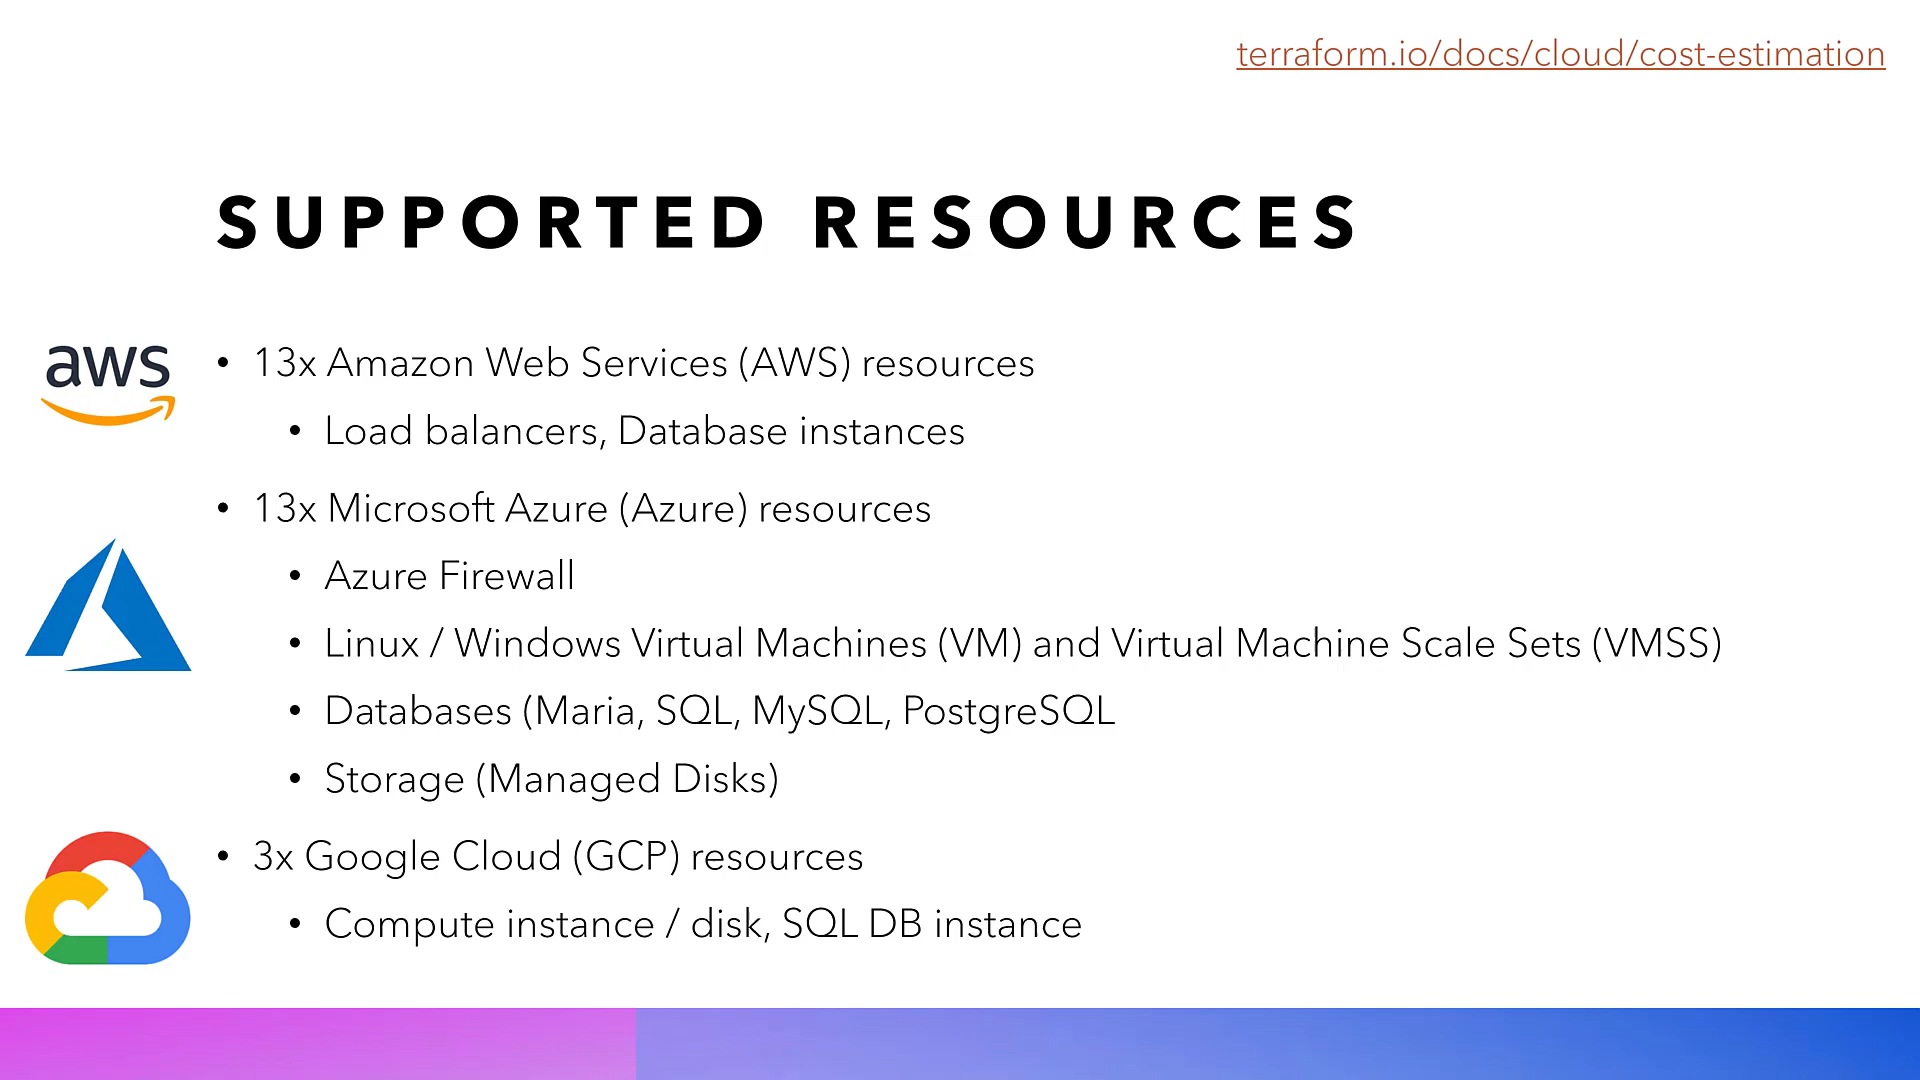 terraform.io/docs/cloud/cost-estimation
SUPPORTED RESOURCES
aws
• 13x Amazon Web Services (AWS) resources
• Load balancers, Database instances
• 13x Microsoft Azure (Azure) resources
• Azure Firewall
• Linux / Windows Virtual Machines (VM) and Virtual Machine Scale Sets (VMSS)
• Databases (Maria, SQL, MySQL, PostgreSQL
• Storage (Managed Disks)
• 3x Google Cloud (GCP) resources
• Compute instance / disk, SQL DB instance